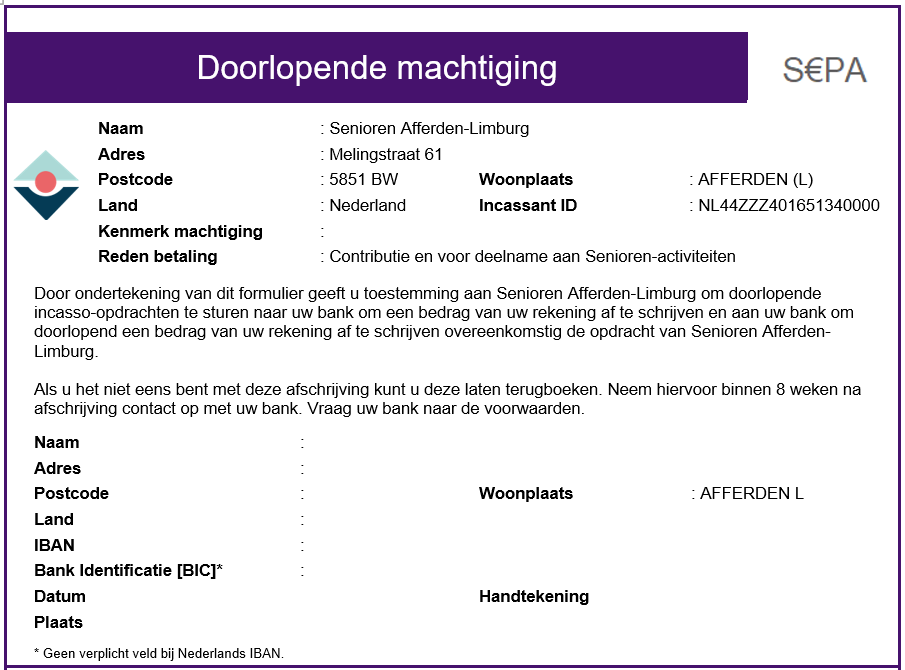 Doorlopende machtiging
S€PA
Naam : Senioren Afferden-Limburg
Adres : Melingstraat 61
Postcode : 5851 BW Woonplaats : AFFERDEN (L)
Land : Nederland Incassant ID : NL44ZZZ401651340000
Kenmerk machtiging :
Reden betaling : Contributie en voor deelname aan Senioren-activiteiten
Door ondertekening van dit formulier geeft u toestemming aan Senioren Afferden-Limburg om doorlopende
incasso-opdrachten te sturen naar uw bank om een bedrag van uw rekening af te schrijven en aan uw bank om
doorlopend een bedrag van uw rekening af te schrijven overeenkomstig de opdracht van Senioren Afferden-
Limburg.
Als u het niet eens bent met deze afschrijving kunt u deze laten terugboeken. Neem hiervoor binnen 8 weken na
afschrijving contact op met uw bank. Vraag uw bank naar de voorwaarden.
Naam :
Adres :
Postcode : Woonplaats : AFFERDEN L
Land :
IBAN :
Bank Identificatie [BIC]* :
Datum Handtekening
Plaats
* Geen verplicht veld bij Nederlands IBAN.